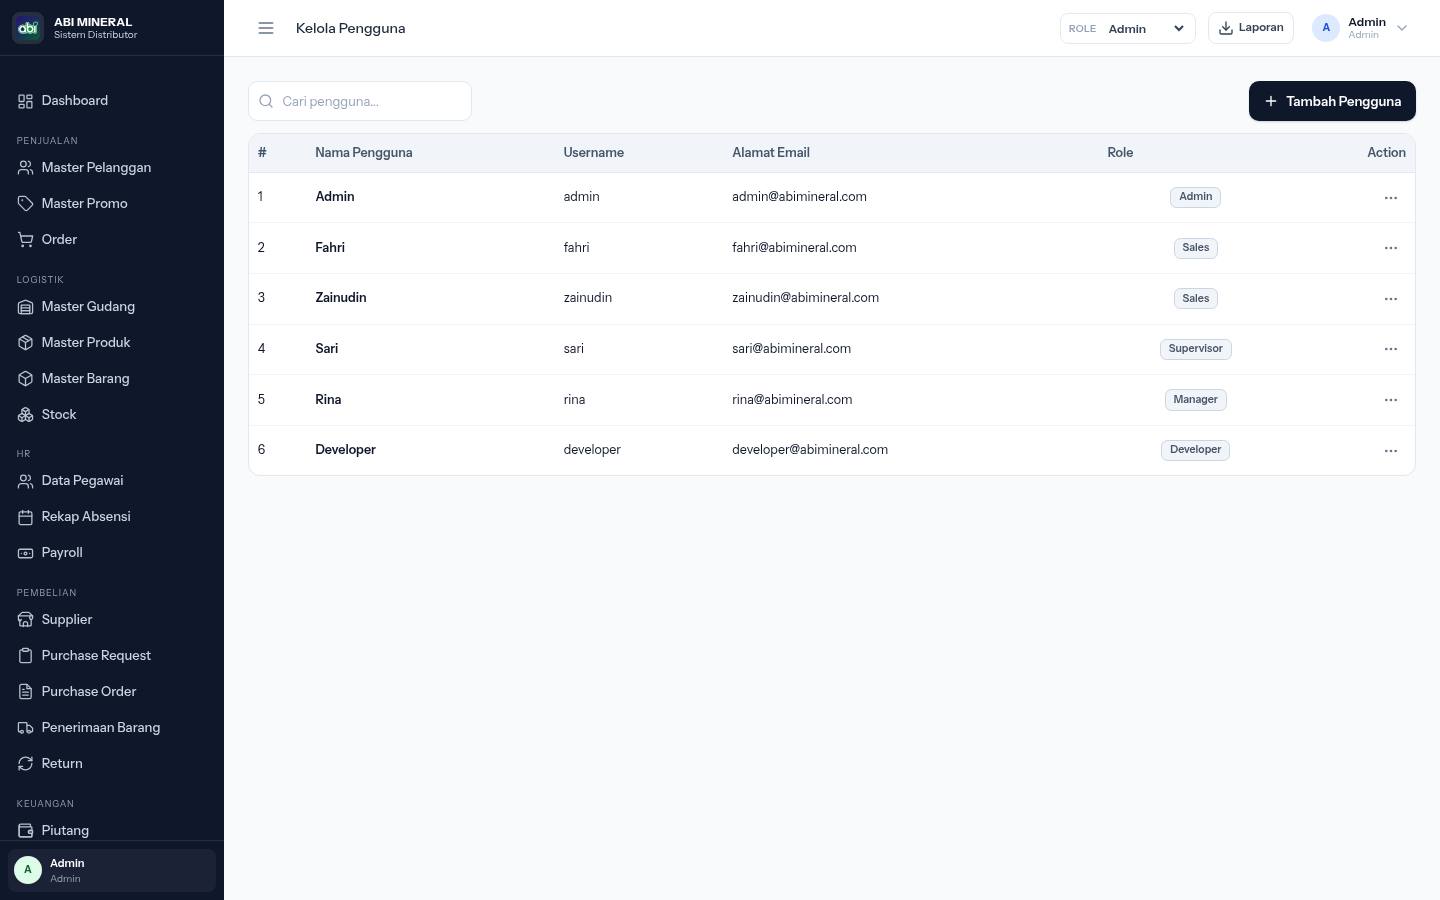 abi
ABI MINERAL
Sistem Distributor
Dashboard
PENJUALAN
Master Pelanggan
Master Promo
Order
LOGISTIK
Master Gudang
Master Produk
Master Barang
Stock
HR
Data Pegawai
Rekap Absensi
Payroll
PEMBELIAN
Supplier
Purchase Request
Purchase Order
Penerimaan Barang
Return
KEUANGAN
Piutang
A
Admin
Admin
Kelola Pengguna
ROLE Admin
Laporan
A
Admin
Admin
Cari pengguna...
+ Tambah Pengguna
# Nama Pengguna Username Alamat Email Role Action
1 Admin admin admin@abimineral.com Admin ...
2 Fahri fahri fahri@abimineral.com Sales ...
3 Zainudin zainudin zainudin@abimineral.com Sales ...
4 Sari sari sari@abimineral.com Supervisor ...
5 Rina rina rina@abimineral.com Manager ...
6 Developer developer developer@abimineral.com Developer ...